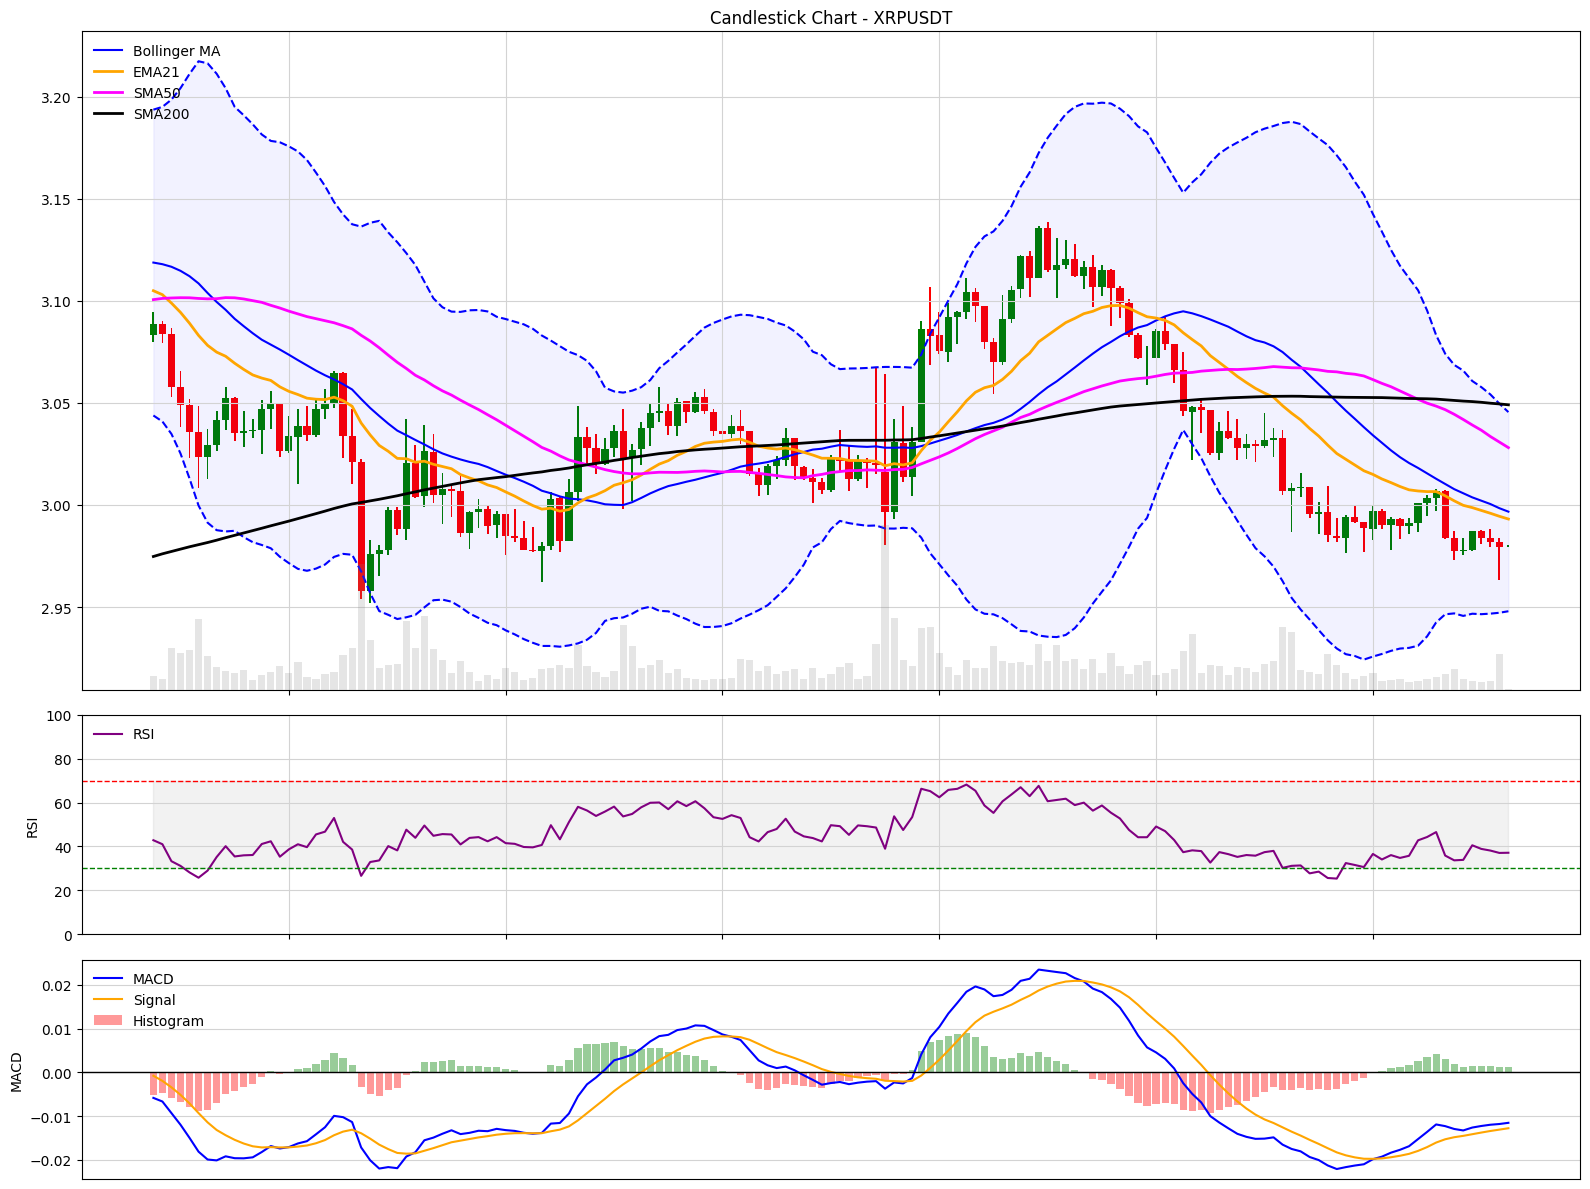 Candlestick Chart - XRPUSDT
Bollinger MA
EMA21
SMA50
SMA200
3.20
3.15
3.10
3.05
3.00
2.95
RSI
100
80
60
40
20
0
RSI
MACD
Signal
Histogram
0.02
0.01
0.00
−0.01
−0.02
MACD